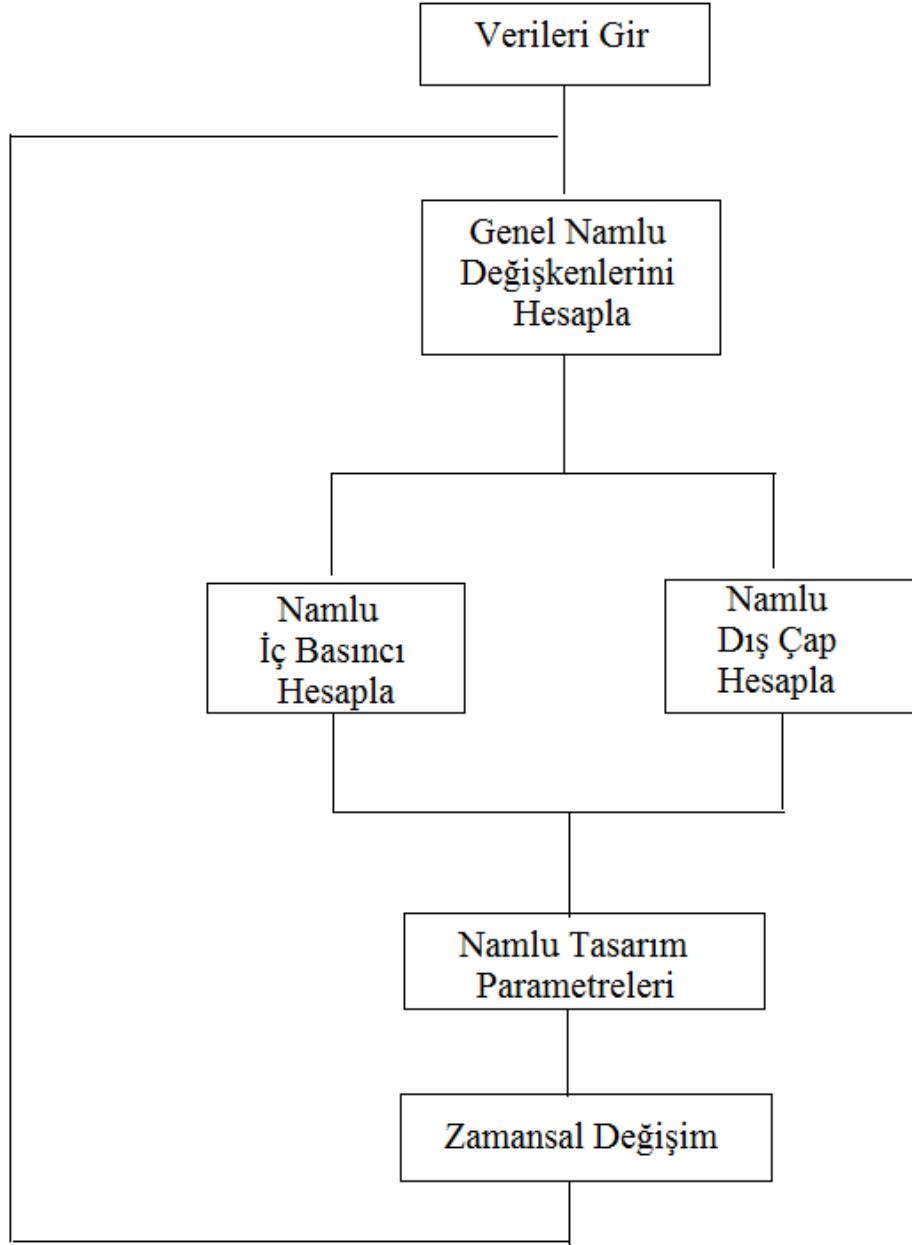 Verileri Gir
Genel Namlu
Değişkenlerini
Hesapla
Namlu
İç Basıncı
Hesapla
Namlu
Dış Çap
Hesapla
Namlu Tasarım
Parametreleri
Zamansal Değişim